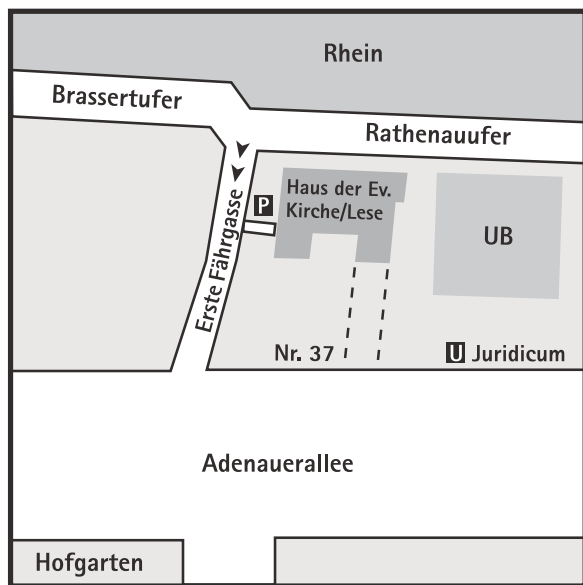 Rhein
Brassertufer
Rathenauufer
Erste Fährgasse
P
Haus der Ev.
Kirche/Lese
UB
Nr. 37
U Juridicum
Adenauerallee
Hofgarten